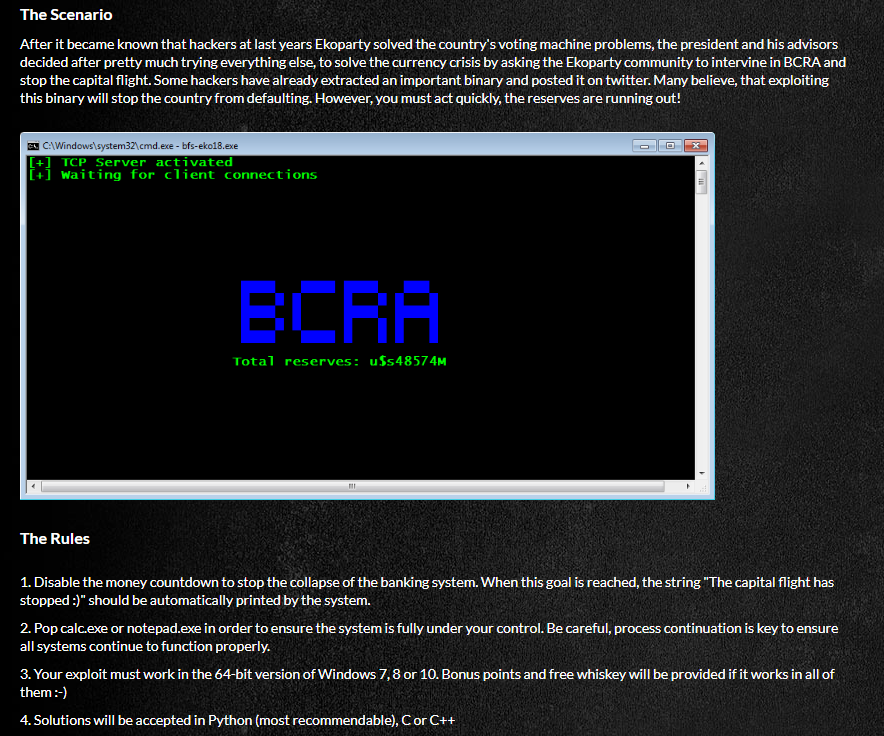 The Scenario
After it became known that hackers at last years Ekoparty solved the country's voting machine problems, the president and his advisors
decided after pretty much trying everything else, to solve the currency crisis by asking the Ekoparty community to intervine in BCRA and
stop the capital flight. Some hackers have already extracted an important binary and posted it on twitter. Many believe, that exploiting
this binary will stop the country from defaulting. However, you must act quickly, the reserves are running out!
C:\Windows\system32\cmd.exe - bfs-eko18.exe
[+] TCP Server activated
[+] Waiting for client connections
BCRA
Total reserves: u$s48574M
The Rules
1. Disable the money countdown to stop the collapse of the banking system. When this goal is reached, the string "The capital flight has
stopped :)" should be automatically printed by the system.
2. Pop calc.exe or notepad.exe in order to ensure the system is fully under your control. Be careful, process continuation is key to ensure
all systems continue to function properly.
3. Your exploit must work in the 64-bit version of Windows 7, 8 or 10. Bonus points and free whiskey will be provided if it works in all of
them :-)
4. Solutions will be accepted in Python (most recommendable), C or C++